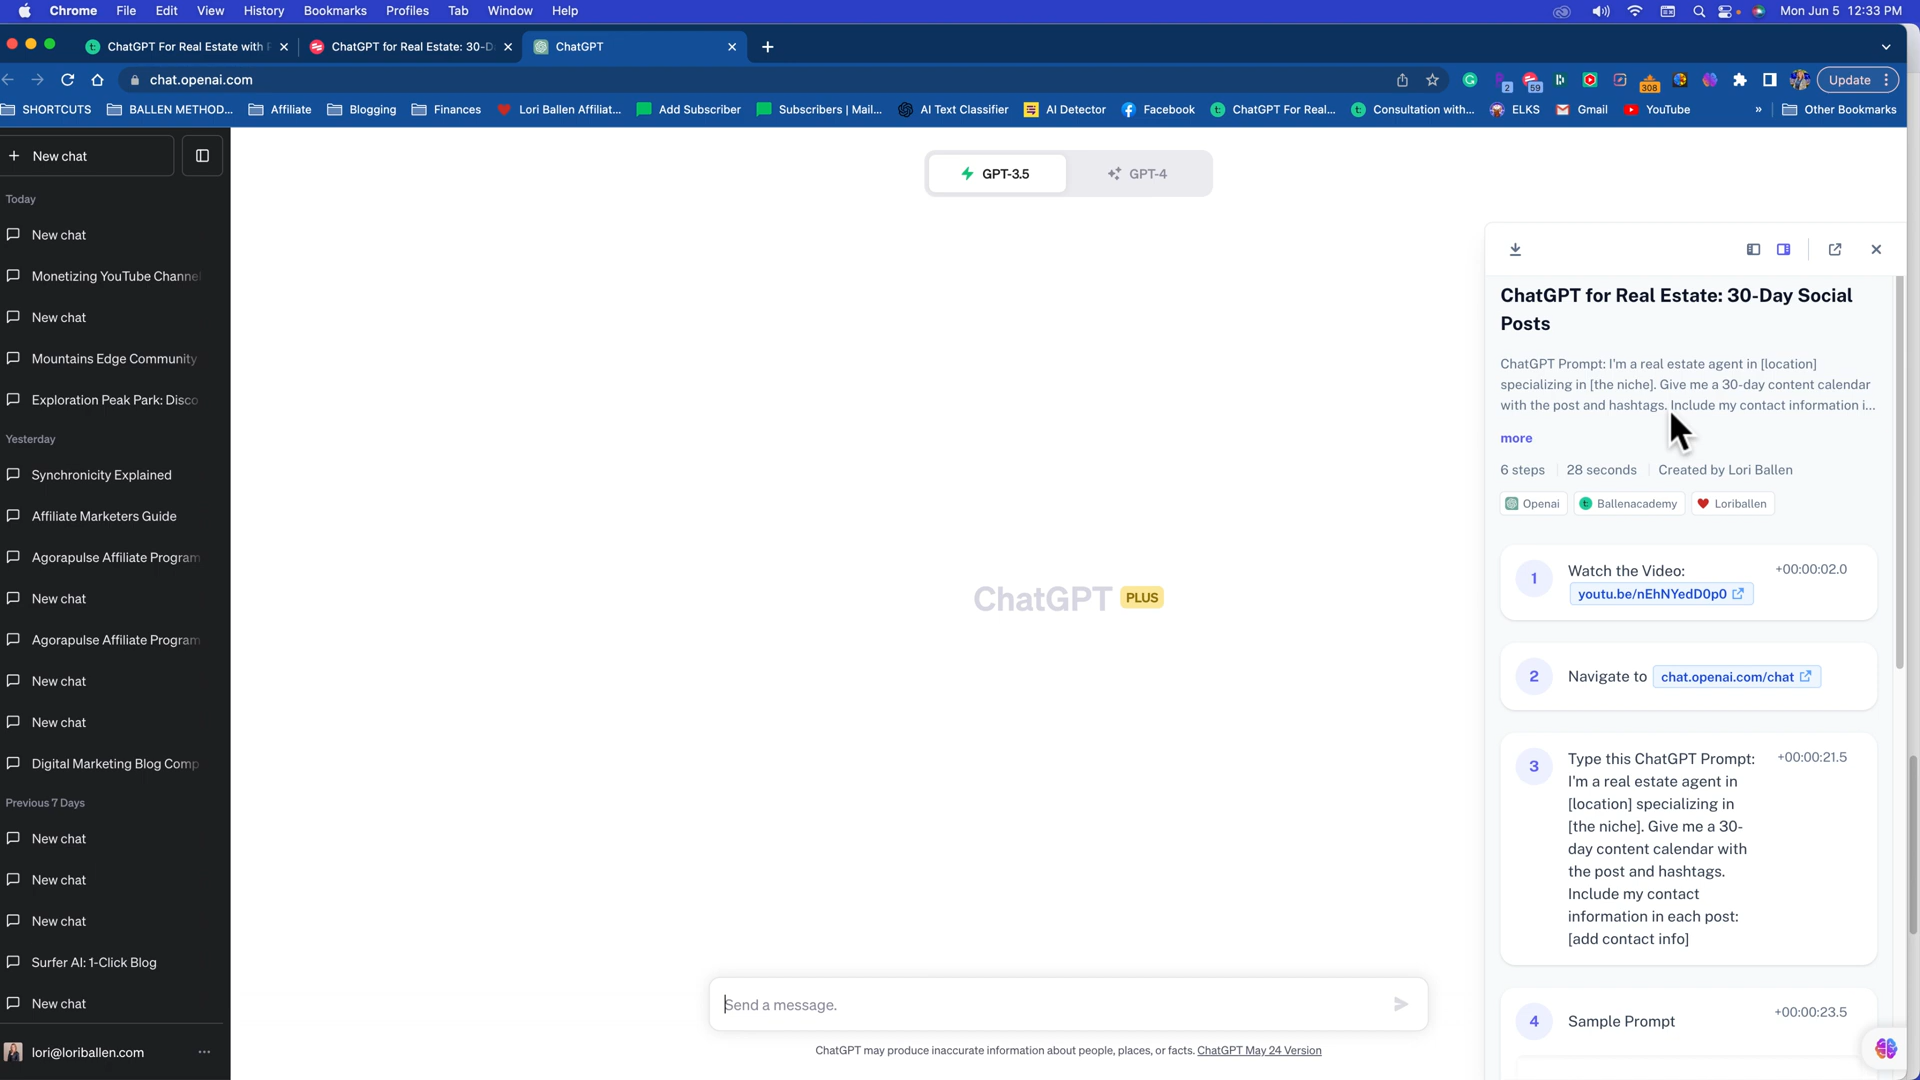 Chrome File Edit View History Bookmarks Profiles Tab Window Help Mon Jun 5 12:33 PM
ChatGPT For Real Estate with ChatGPT for Real Estate: 30-D ChatGPT
chat.openai.com
2 59 308 Update
SHORTCUTS BALLEN METHOD... Affiliate Blogging Finances Lori Ballen Affiliat... Add Subscriber Subscribers | Mail... AI Text Classifier AI Detector Facebook ChatGPT For Real... Consultation with... ELKS Gmail YouTube » Other Bookmarks
New chat
Today
New chat
Monetizing YouTube Channel
New chat
Mountains Edge Community
Exploration Peak Park: Disco
Yesterday
Synchronicity Explained
Affiliate Marketers Guide
Agorapulse Affiliate Program
New chat
Agorapulse Affiliate Program
New chat
New chat
Digital Marketing Blog Comp
Previous 7 Days
New chat
New chat
New chat
Surfer AI: 1-Click Blog
New chat
lori@loriballen.com
GPT-3.5 GPT-4
ChatGPT PLUS
Send a message.
ChatGPT may produce inaccurate information about people, places, or facts. ChatGPT May 24 Version
ChatGPT for Real Estate: 30-Day Social
Posts
ChatGPT Prompt: I'm a real estate agent in [location]
specializing in [the niche]. Give me a 30-day content calendar
with the post and hashtags. Include my contact information i...
more
6 steps 28 seconds Created by Lori Ballen
Openai Ballenacademy Loriballen
1 Watch the Video: +00:00:02.0
youtu.be/nEhNYedD0p0
2 Navigate to chat.openai.com/chat
3 Type this ChatGPT Prompt: +00:00:21.5
I'm a real estate agent in
[location] specializing in
[the niche]. Give me a 30-
day content calendar with
the post and hashtags.
Include my contact
information in each post:
[add contact info]
4 Sample Prompt +00:00:23.5